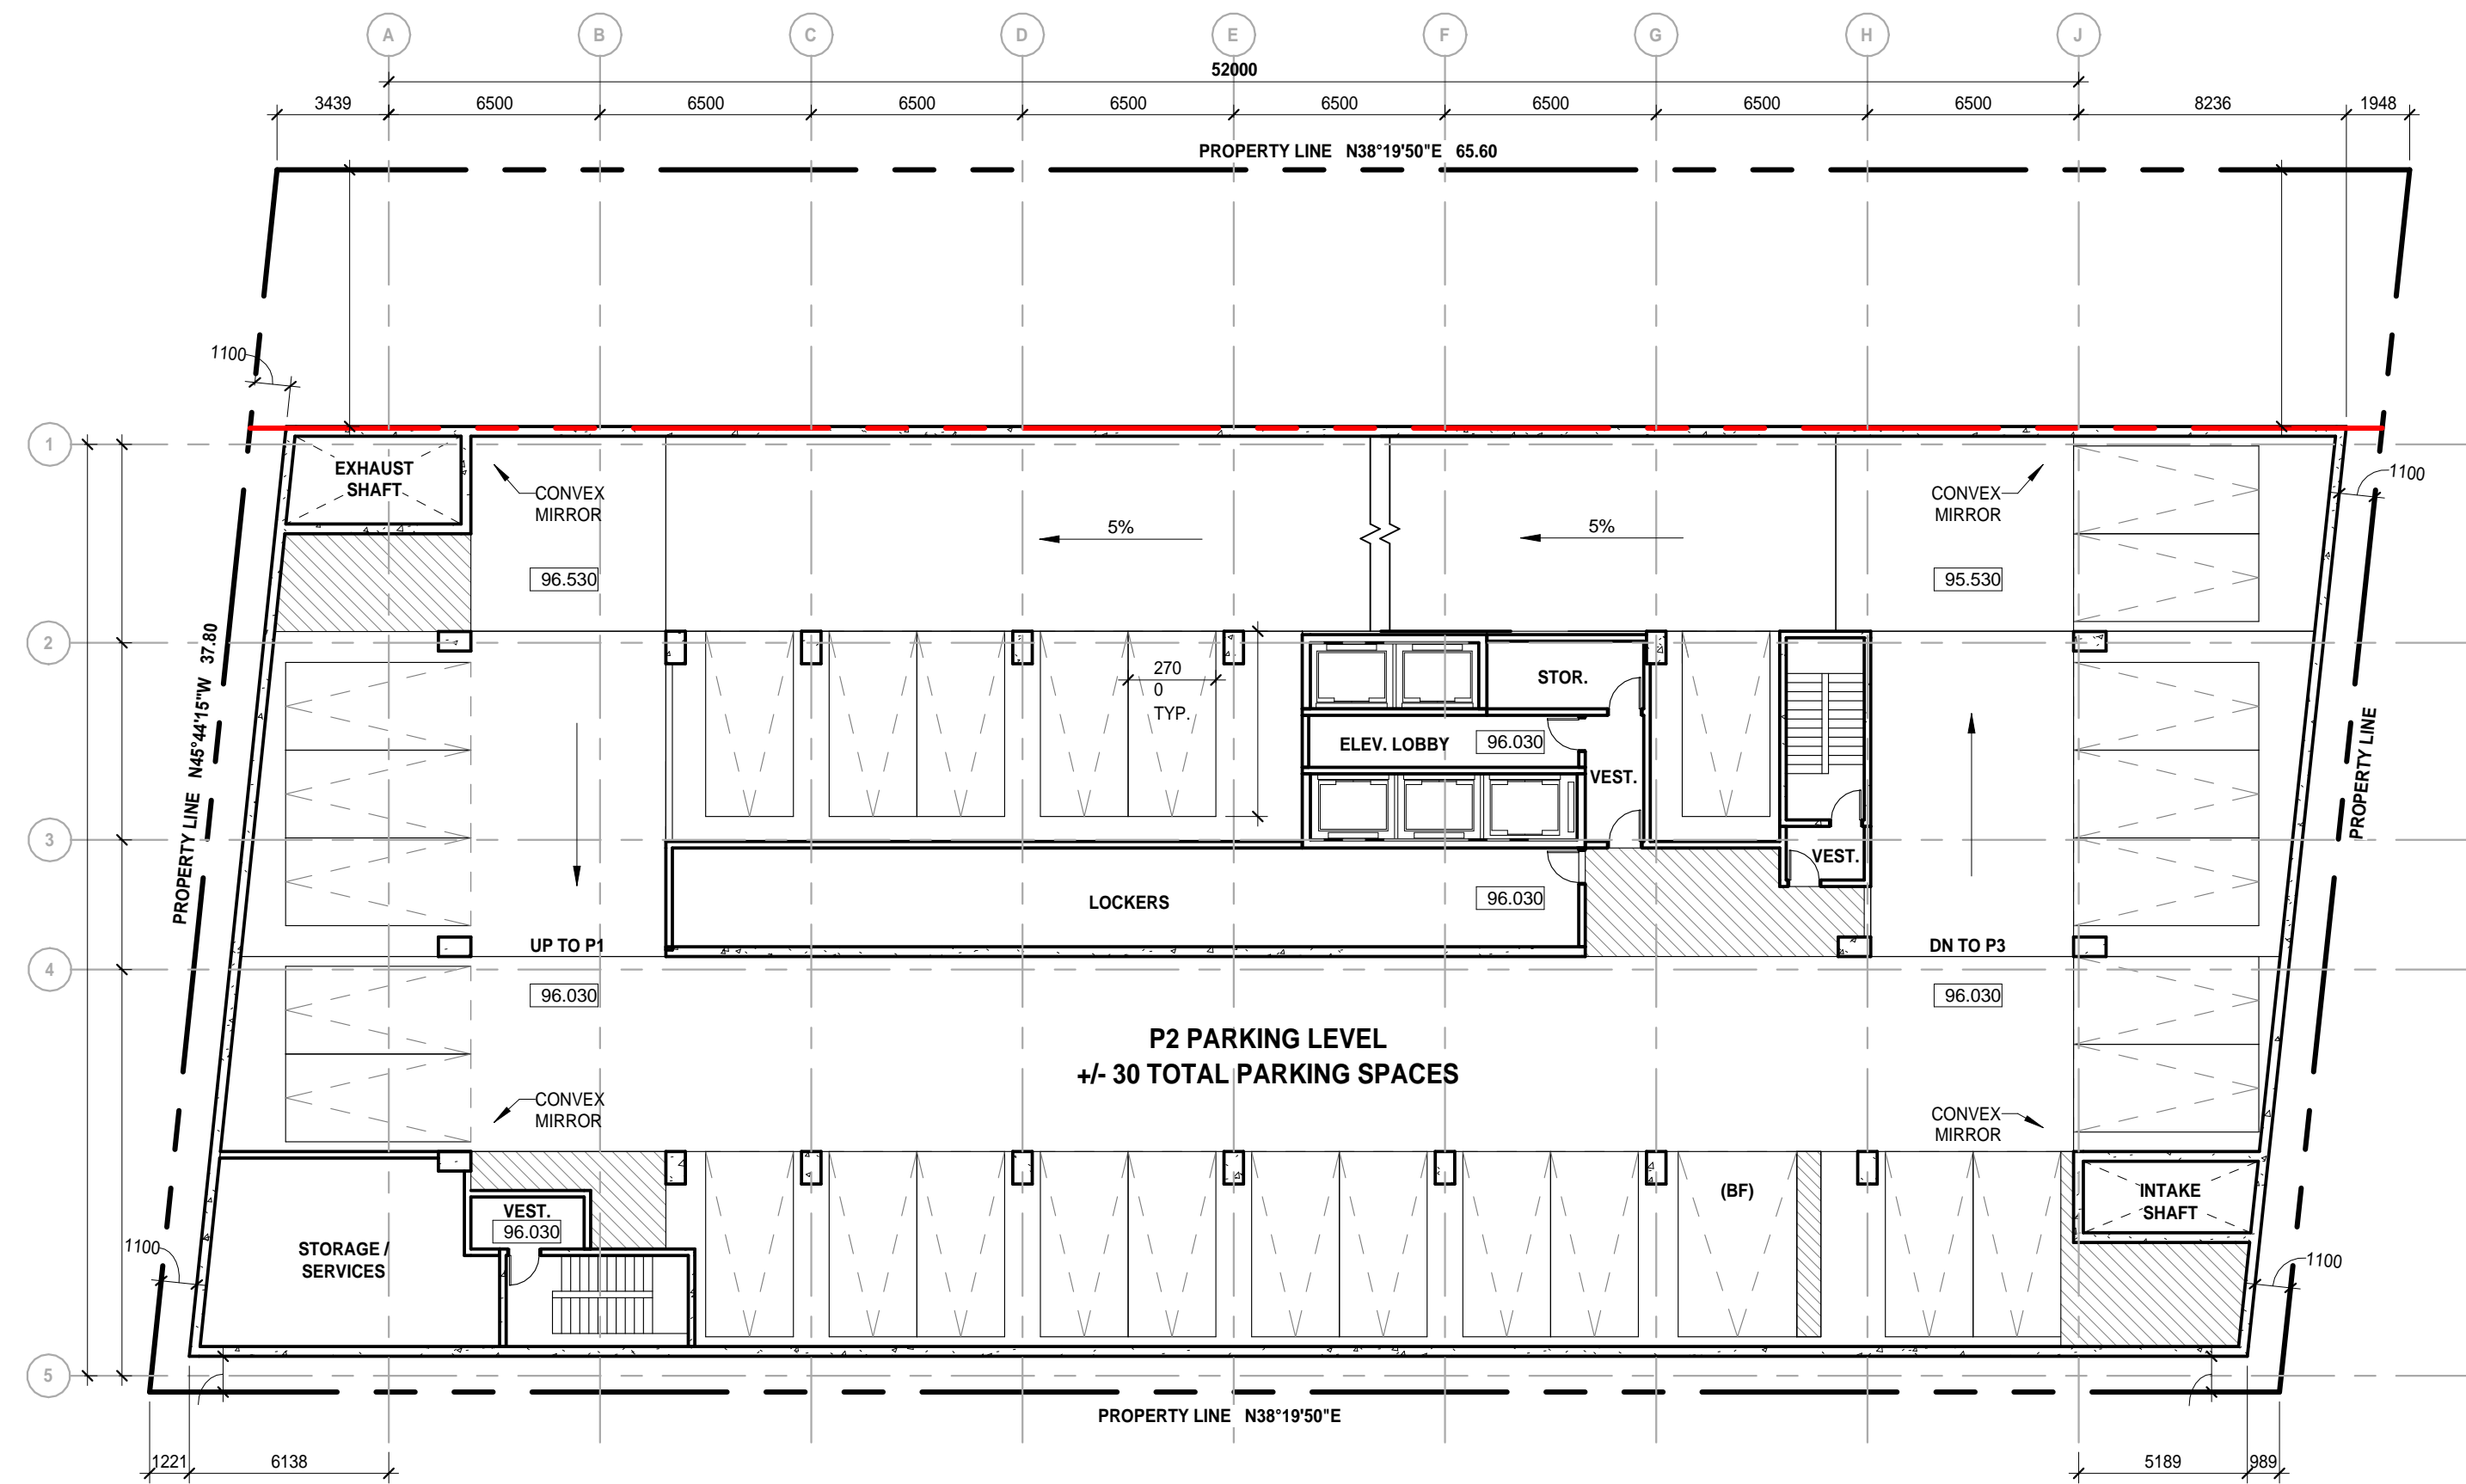 A B C D E F G H J
52000
3439 6500 6500 6500 6500 6500 6500 6500 6500 8236 1948
PROPERTY LINE N38°19'50"E 65.60
1100
1
EXHAUST
SHAFT
CONVEX
MIRROR
5%
5%
CONVEX
MIRROR
1100
96.530
95.530
2
PROPERTY LINE N45°44'15"W 37.80
270
0
TYP.
STOR.
ELEV. LOBBY
96.030
VEST.
PROPERTY LINE
3
VEST.
LOCKERS
96.030
UP TO P1
DN TO P3
4
96.030
96.030
P2 PARKING LEVEL
+/- 30 TOTAL PARKING SPACES
CONVEX
MIRROR
CONVEX
MIRROR
(BF)
INTAKE
SHAFT
VEST.
96.030
STORAGE /
SERVICES
1100
1100
5
PROPERTY LINE N38°19'50"E
1221 6138 5189 989